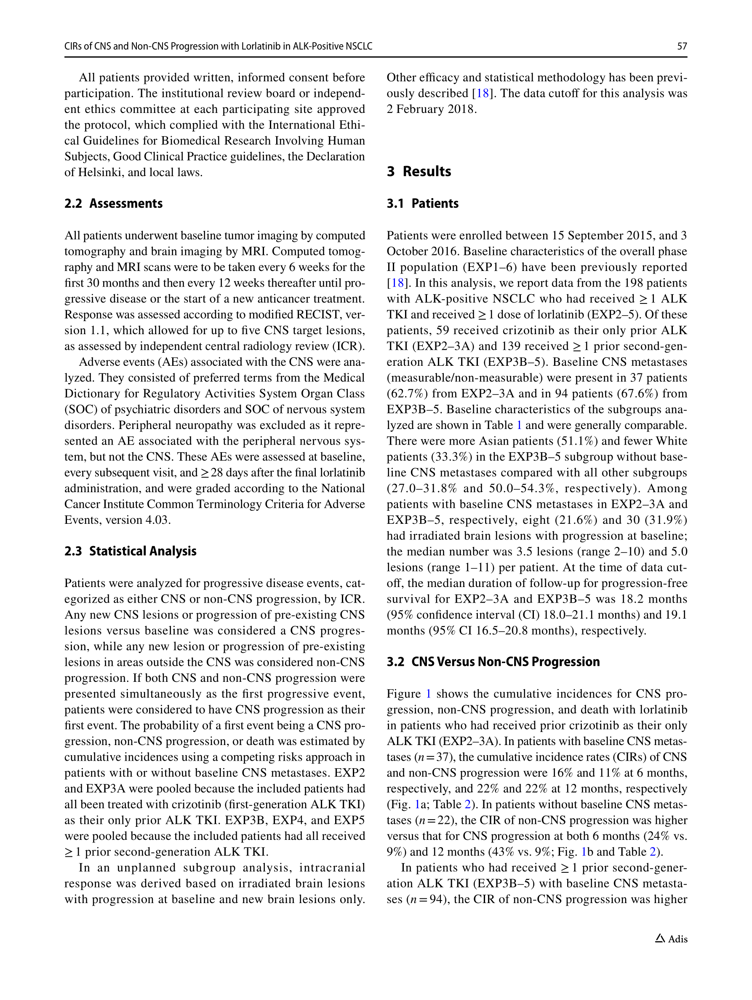 CIRs of CNS and Non-CNS Progression with Lorlatinib in ALK-Positive NSCLC 57
All patients provided written, informed consent before
participation. The institutional review board or independ-
ent ethics committee at each participating site approved
the protocol, which complied with the International Ethi-
cal Guidelines for Biomedical Research Involving Human
Subjects, Good Clinical Practice guidelines, the Declaration
of Helsinki, and local laws.
2.2 Assessments
All patients underwent baseline tumor imaging by computed
tomography and brain imaging by MRI. Computed tomog-
raphy and MRI scans were to be taken every 6 weeks for the
first 30 months and then every 12 weeks thereafter until pro-
gressive disease or the start of a new anticancer treatment.
Response was assessed according to modified RECIST, ver-
sion 1.1, which allowed for up to five CNS target lesions,
as assessed by independent central radiology review (ICR).
Adverse events (AEs) associated with the CNS were ana-
lyzed. They consisted of preferred terms from the Medical
Dictionary for Regulatory Activities System Organ Class
(SOC) of psychiatric disorders and SOC of nervous system
disorders. Peripheral neuropathy was excluded as it repre-
sented an AE associated with the peripheral nervous sys-
tem, but not the CNS. These AEs were assessed at baseline,
every subsequent visit, and ≥ 28 days after the final lorlatinib
administration, and were graded according to the National
Cancer Institute Common Terminology Criteria for Adverse
Events, version 4.03.
2.3 Statistical Analysis
Patients were analyzed for progressive disease events, cat-
egorized as either CNS or non-CNS progression, by ICR.
Any new CNS lesions or progression of pre-existing CNS
lesions versus baseline was considered a CNS progres-
sion, while any new lesion or progression of pre-existing
lesions in areas outside the CNS was considered non-CNS
progression. If both CNS and non-CNS progression were
presented simultaneously as the first progressive event,
patients were considered to have CNS progression as their
first event. The probability of a first event being a CNS pro-
gression, non-CNS progression, or death was estimated by
cumulative incidences using a competing risks approach in
patients with or without baseline CNS metastases. EXP2
and EXP3A were pooled because the included patients had
all been treated with crizotinib (first-generation ALK TKI)
as their only prior ALK TKI. EXP3B, EXP4, and EXP5
were pooled because the included patients had all received
≥ 1 prior second-generation ALK TKI.
In an unplanned subgroup analysis, intracranial
response was derived based on irradiated brain lesions
with progression at baseline and new brain lesions only.
Other efficacy and statistical methodology has been previ-
ously described [18]. The data cutoff for this analysis was
2 February 2018.
3 Results
3.1 Patients
Patients were enrolled between 15 September 2015, and 3
October 2016. Baseline characteristics of the overall phase
II population (EXP1–6) have been previously reported
[18]. In this analysis, we report data from the 198 patients
with ALK-positive NSCLC who had received ≥ 1 ALK
TKI and received ≥ 1 dose of lorlatinib (EXP2–5). Of these
patients, 59 received crizotinib as their only prior ALK
TKI (EXP2–3A) and 139 received ≥ 1 prior second-gen-
eration ALK TKI (EXP3B–5). Baseline CNS metastases
(measurable/non-measurable) were present in 37 patients
(62.7%) from EXP2–3A and in 94 patients (67.6%) from
EXP3B–5. Baseline characteristics of the subgroups ana-
lyzed are shown in Table 1 and were generally comparable.
There were more Asian patients (51.1%) and fewer White
patients (33.3%) in the EXP3B–5 subgroup without base-
line CNS metastases compared with all other subgroups
(27.0–31.8% and 50.0–54.3%, respectively). Among
patients with baseline CNS metastases in EXP2–3A and
EXP3B–5, respectively, eight (21.6%) and 30 (31.9%)
had irradiated brain lesions with progression at baseline;
the median number was 3.5 lesions (range 2–10) and 5.0
lesions (range 1–11) per patient. At the time of data cut-
off, the median duration of follow-up for progression-free
survival for EXP2–3A and EXP3B–5 was 18.2 months
(95% confidence interval (CI) 18.0–21.1 months) and 19.1
months (95% CI 16.5–20.8 months), respectively.
3.2 CNS Versus Non-CNS Progression
Figure 1 shows the cumulative incidences for CNS pro-
gression, non-CNS progression, and death with lorlatinib
in patients who had received prior crizotinib as their only
ALK TKI (EXP2–3A). In patients with baseline CNS metas-
tases (n = 37), the cumulative incidence rates (CIRs) of CNS
and non-CNS progression were 16% and 11% at 6 months,
respectively, and 22% and 22% at 12 months, respectively
(Fig. 1a; Table 2). In patients without baseline CNS metas-
tases (n = 22), the CIR of non-CNS progression was higher
versus that for CNS progression at both 6 months (24% vs.
9%) and 12 months (43% vs. 9%; Fig. 1b and Table 2).
In patients who had received ≥ 1 prior second-gener-
ation ALK TKI (EXP3B–5) with baseline CNS metasta-
ses (n = 94), the CIR of non-CNS progression was higher
Adis